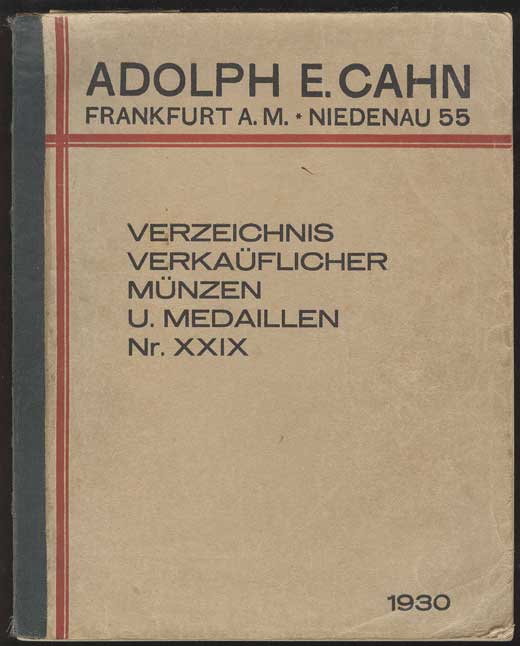 ADOLPH E. CAHN
FRANKFURT A. M. * NIEDENAU 55
VERZEICHNIS
VERKAÜFLICHER
MÜNZEN
U. MEDAILLEN
Nr. XXIX
1930